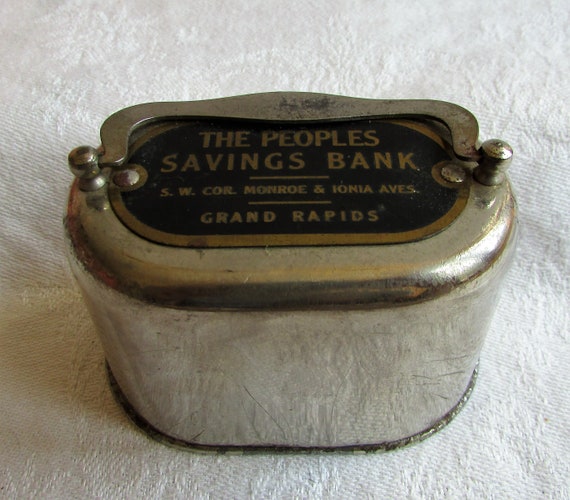 THE PEOPLES
SAVINGS BANK
S. W. COR. MONROE & IONIA AVES.
GRAND RAPIDS